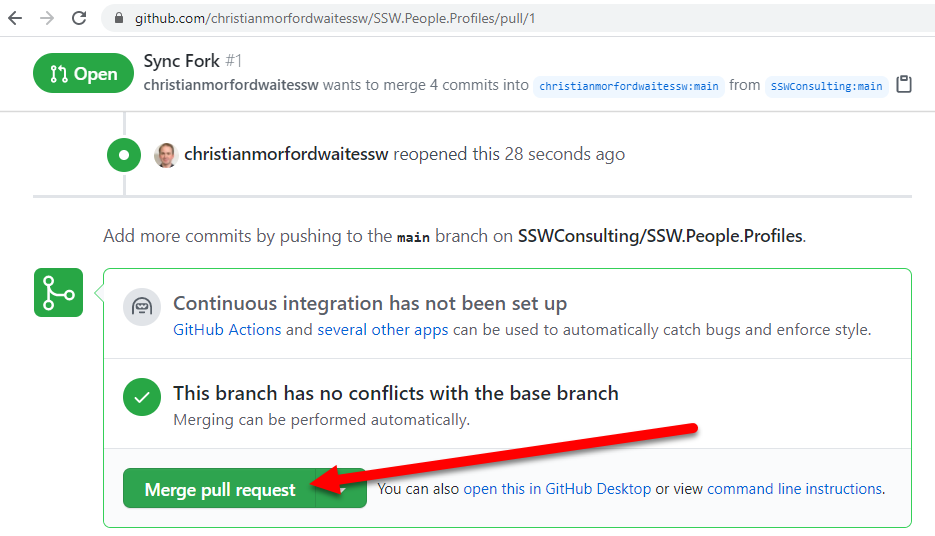 github.com/christianmorfordwaitessw/SSW.People.Profiles/pull/1
Open
Sync Fork #1
christianmorfordwaitessw wants to merge 4 commits into christianmorfordwaitessw:main from SSWConsulting:main
christianmorfordwaitessw reopened this 28 seconds ago
Add more commits by pushing to the main branch on SSWConsulting/SSW.People.Profiles.
Continuous integration has not been set up
GitHub Actions and several other apps can be used to automatically catch bugs and enforce style.
This branch has no conflicts with the base branch
Merging can be performed automatically.
Merge pull request You can also open this in GitHub Desktop or view command line instructions.